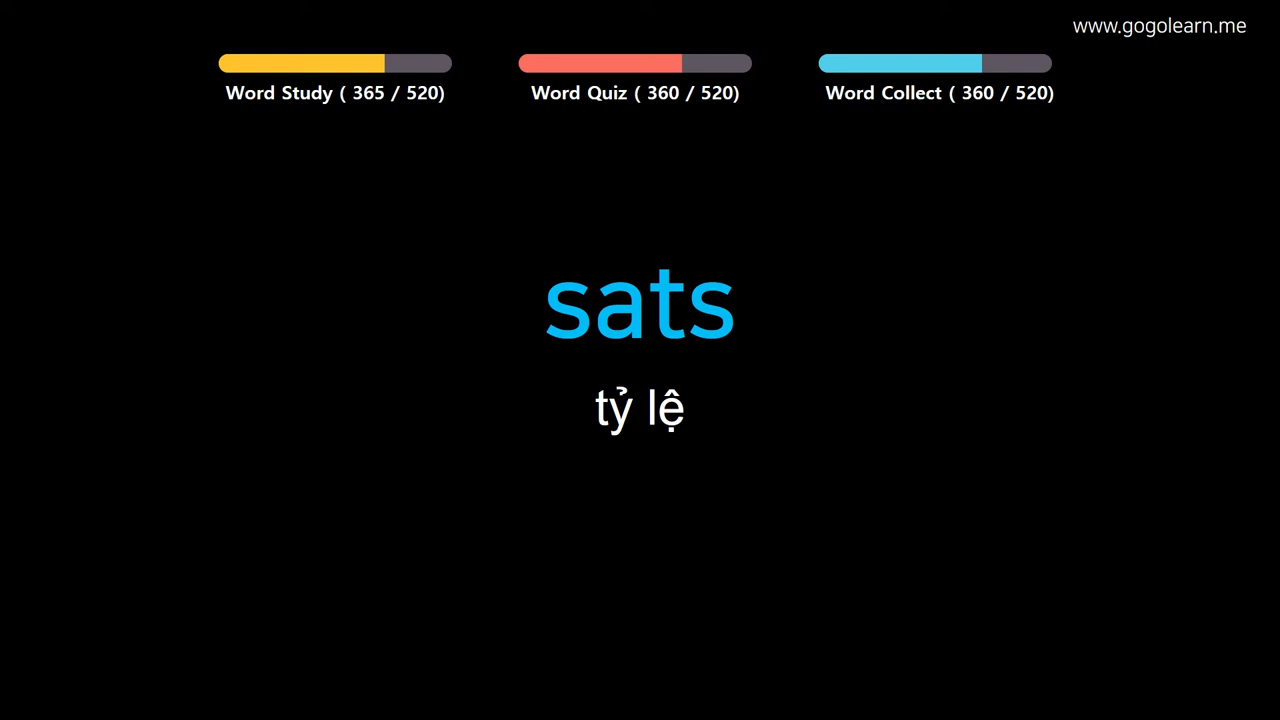 www.gogolearn.me
Word Study ( 365 / 520)
Word Quiz ( 360 / 520)
Word Collect ( 360 / 520)
sats
tỷ lệ